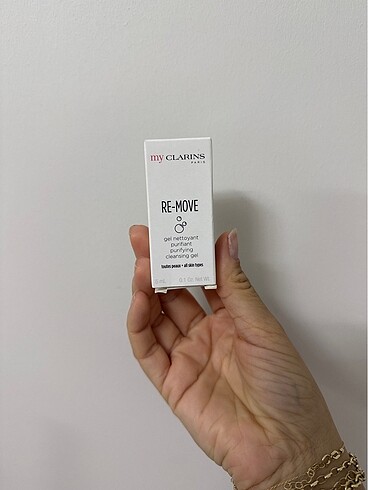 my CLARINS
PARIS
RE-MOVE
gel nettoyant
purifiant
purifying
cleansing gel
toutes peaux • all skin types